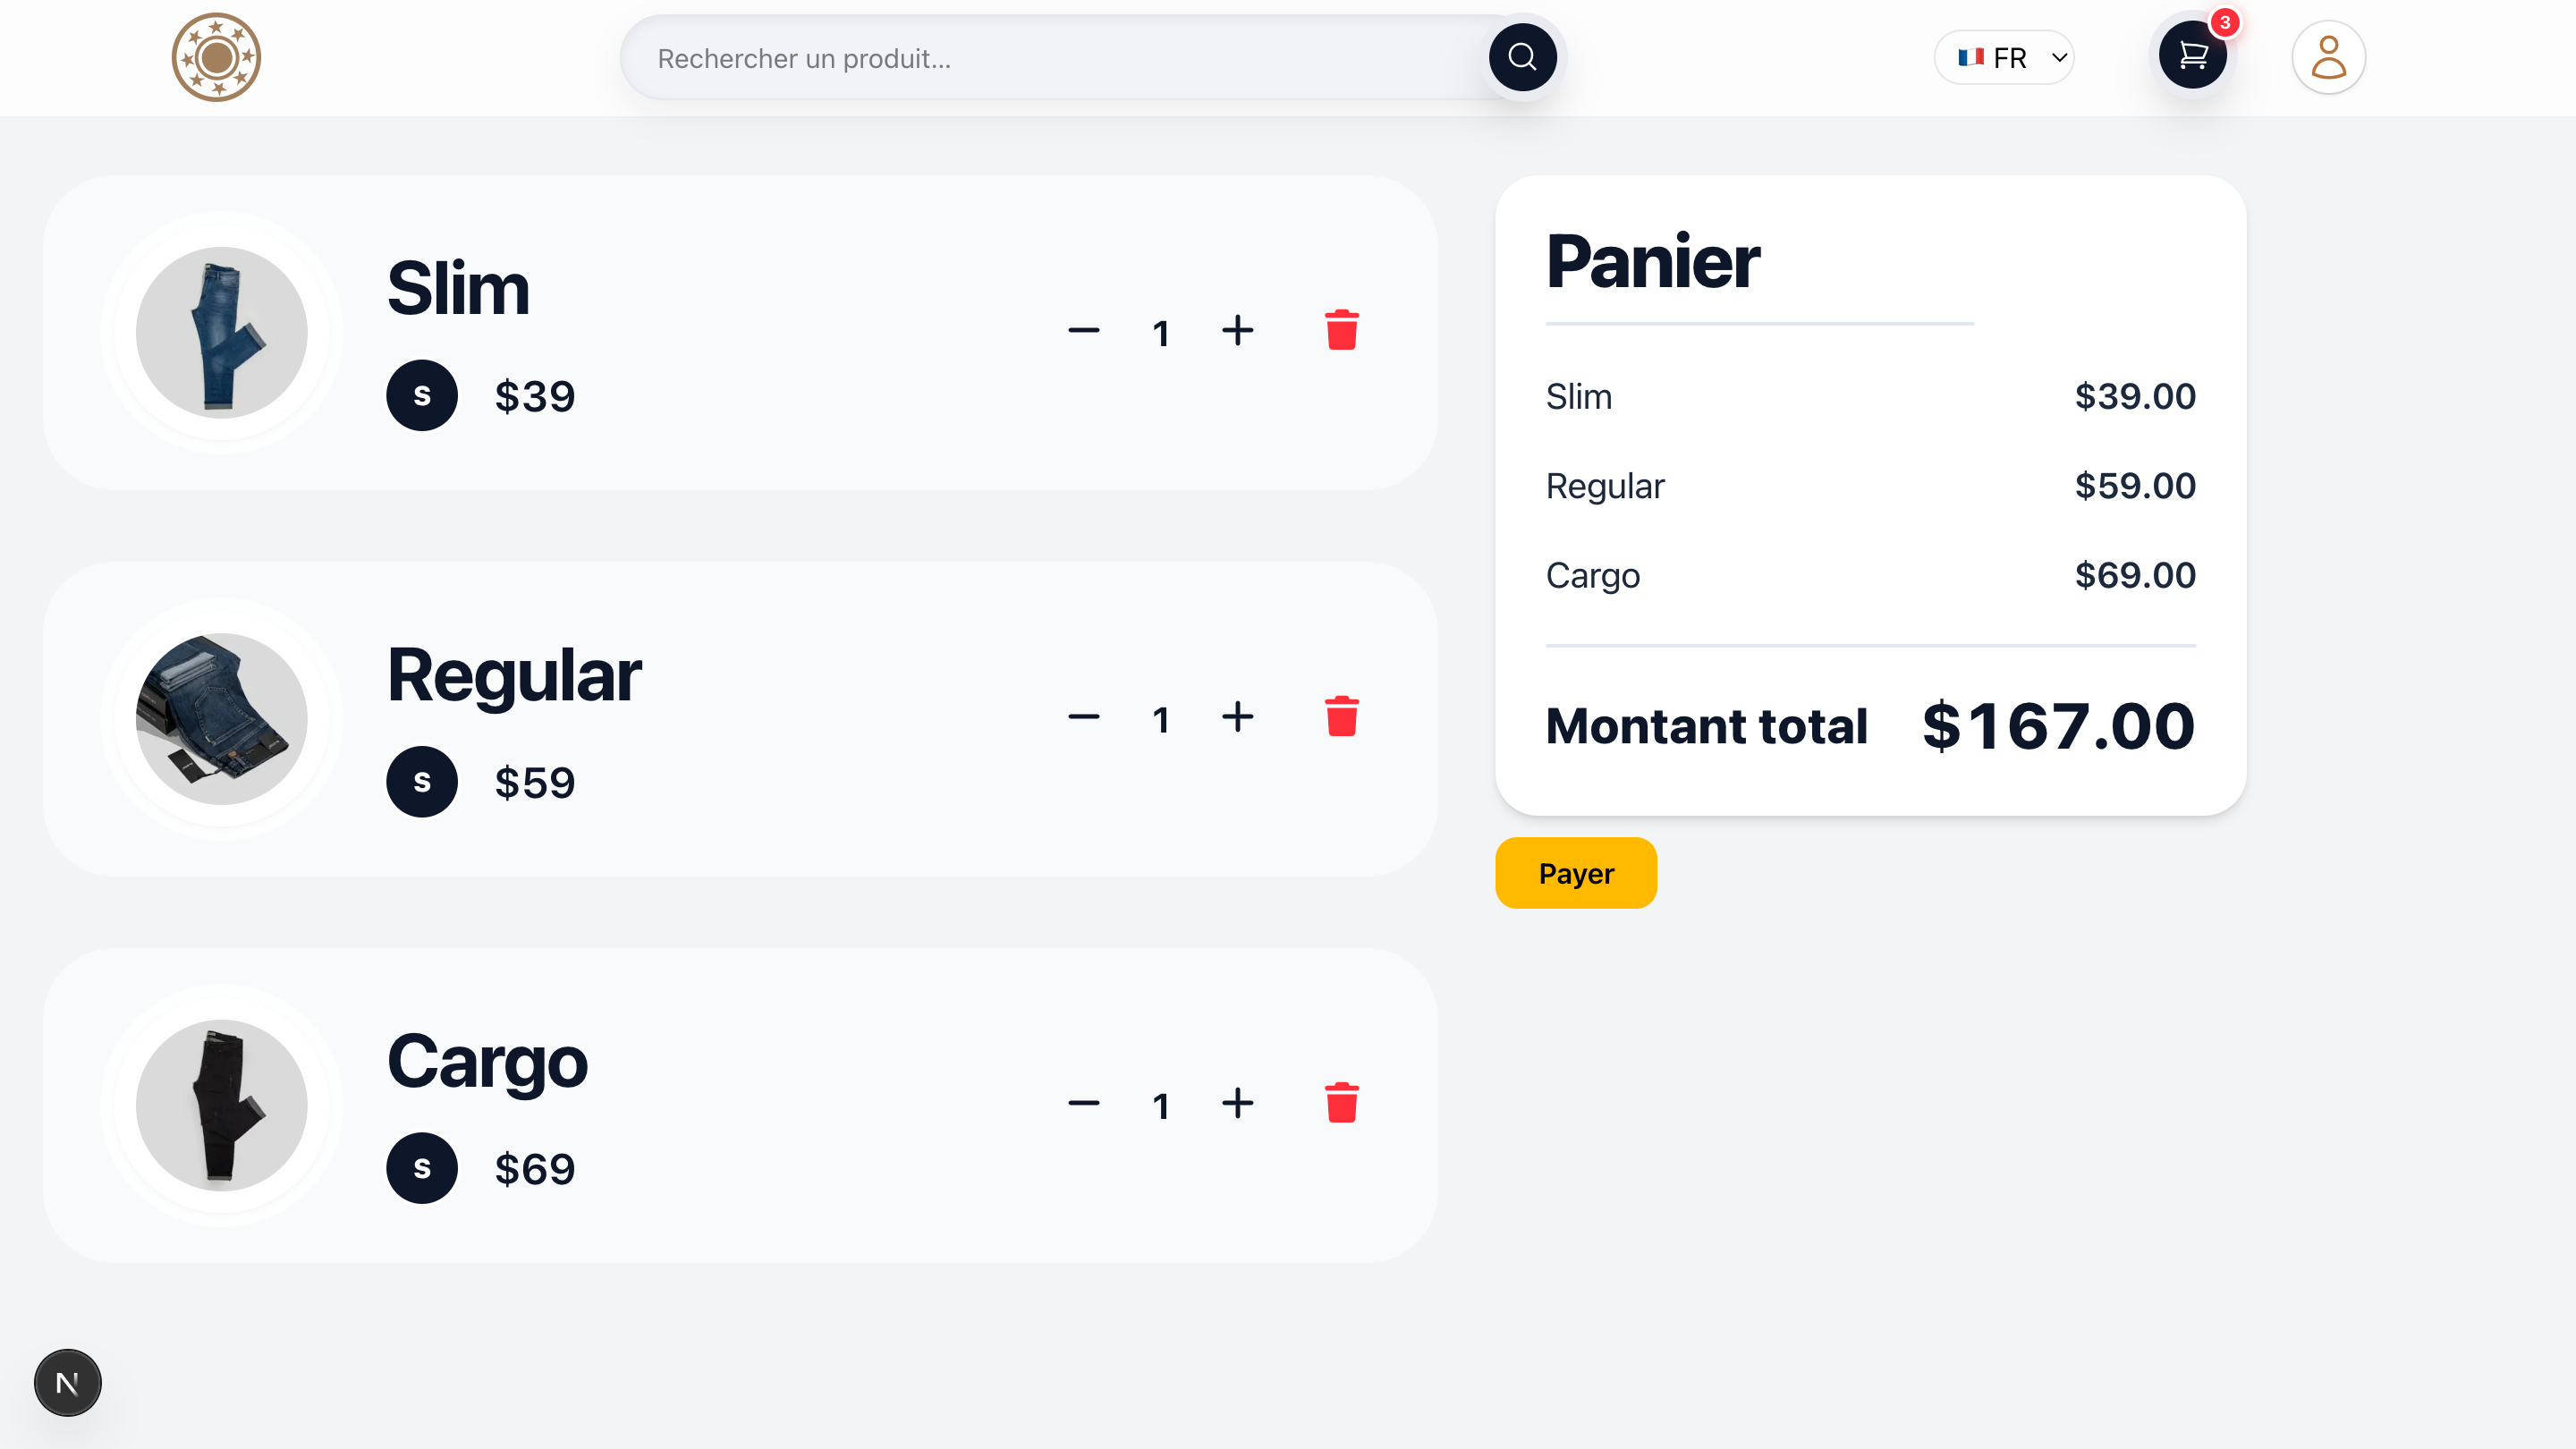 Rechercher un produit...
FR
3
Slim
S $39
1
Regular
S $59
1
Cargo
S $69
1
Panier
Slim $39.00
Regular $59.00
Cargo $69.00
Montant total $167.00
Payer
N